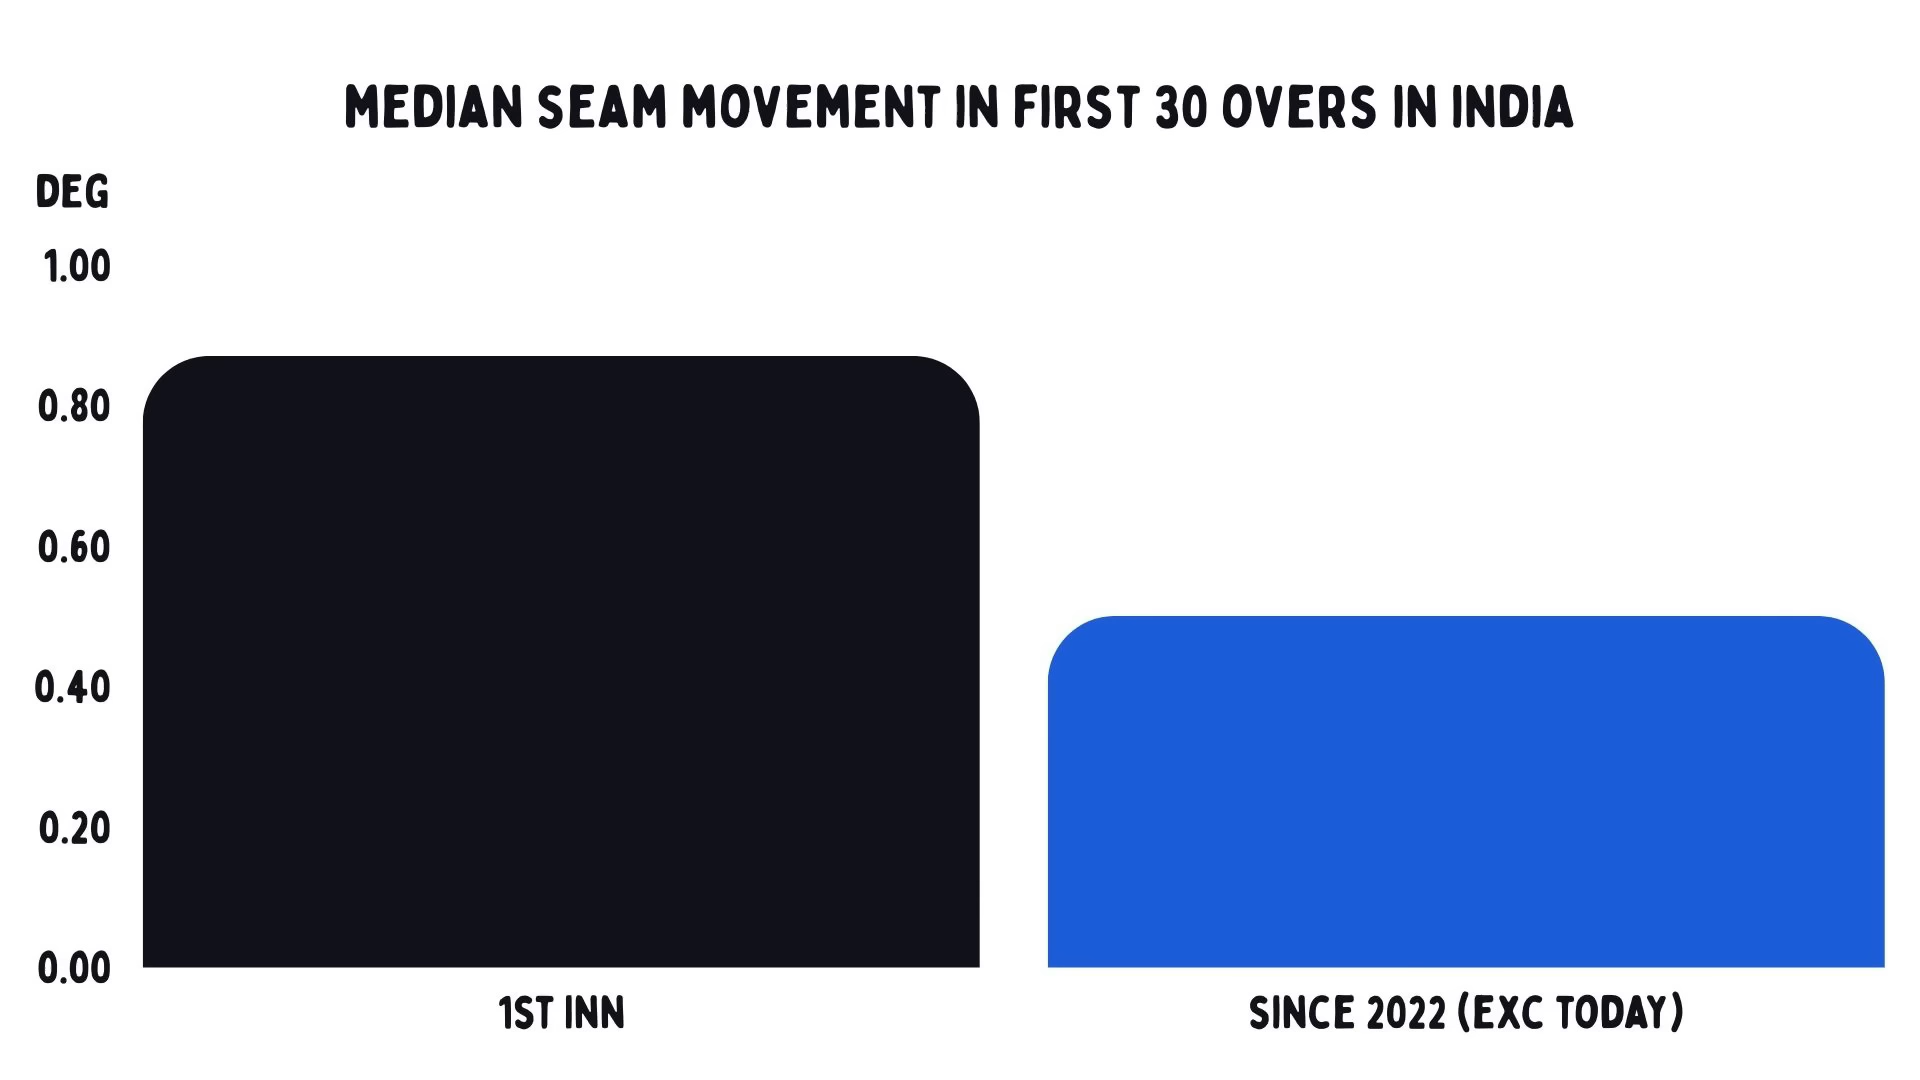 MEDIAN SEAM MOVEMENT IN FIRST 30 OVERS IN INDIA
DEG
1.00
0.80
0.60
0.40
0.20
0.00
1ST INN
SINCE 2022 (EXC TODAY)